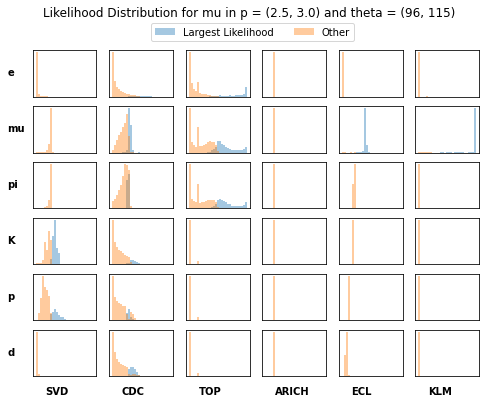 Likelihood Distribution for mu in p = (2.5, 3.0) and theta = (96, 115)
Largest Likelihood Other
e
mu
pi
K
p
d
SVD CDC TOP ARICH ECL KLM